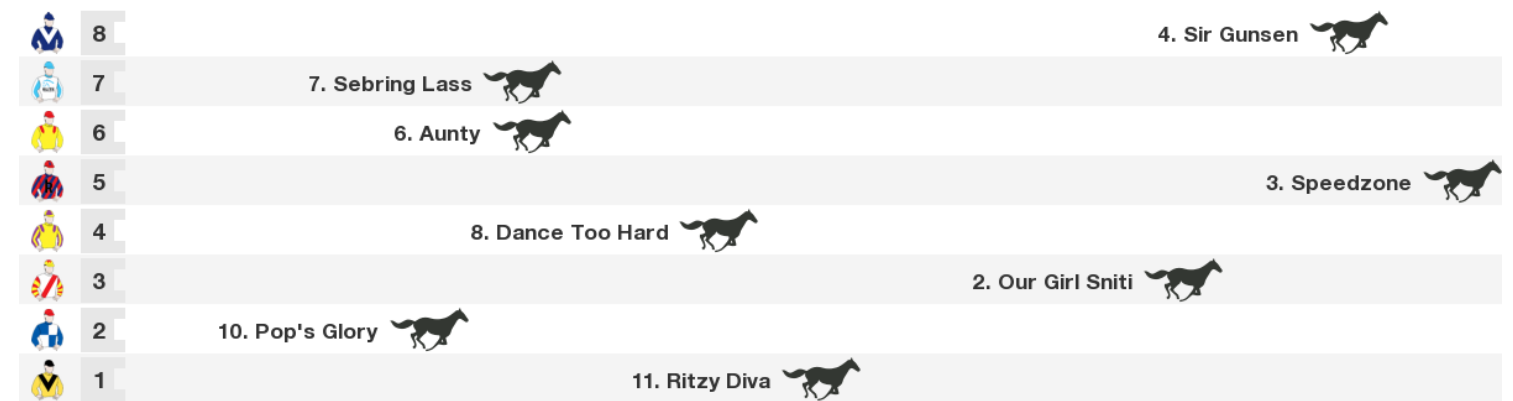 8 4. Sir Gunsen
7 7. Sebring Lass
6 6. Aunty
5 3. Speedzone
4 8. Dance Too Hard
3 2. Our Girl Sniti
2 10. Pop's Glory
1 11. Ritzy Diva